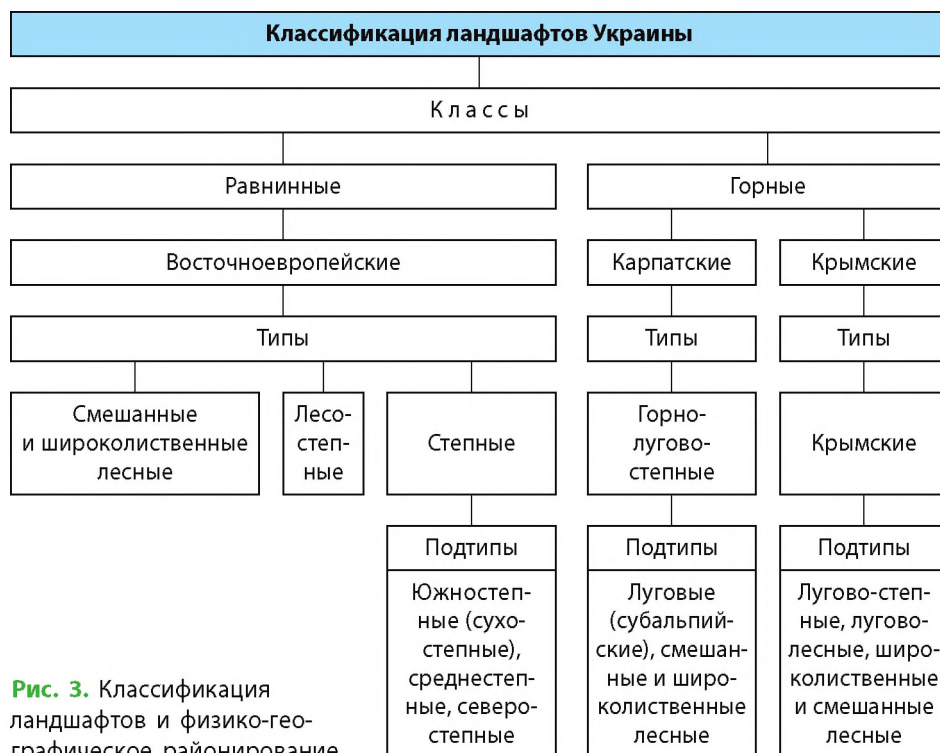 Классификация ландшафтов Украины
Классы
Равнинные
Горные
Восточноевропейские
Карпатские
Крымские
Типы
Типы
Типы
Смешанные
и широколиственные
лесные
Лесо-
степ-
ные
Степные
Горно-
лугово-
степные
Крымские
Подтипы
Южностеп-
ные (сухо-
степные),
среднестеп-
ные, северо-
степные
Подтипы
Луговые
(субальпий-
ские), смешан-
ные и широ-
колиственные
лесные
Подтипы
Лугово-степ-
ные, лугово-
лесные, широ-
колиственные
и смешанные
лесные
Рис. 3. Классификация
ландшафтов и физико-гео-
графическое районирование